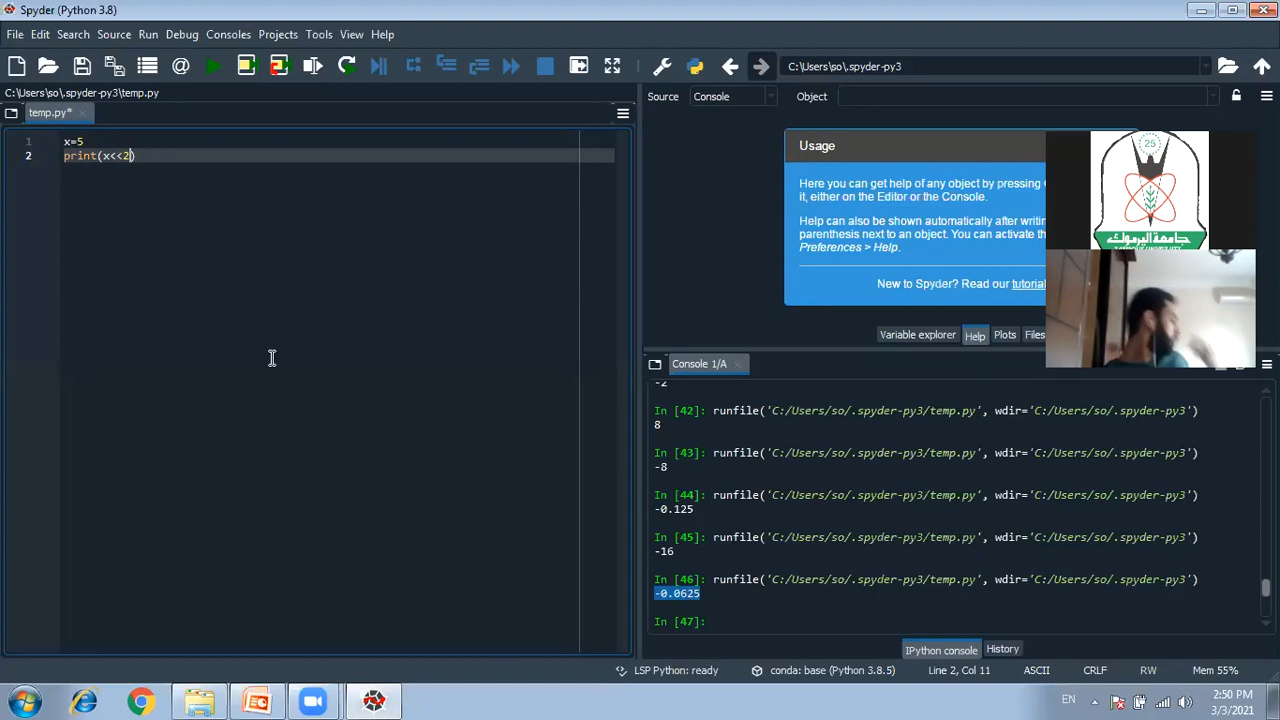 Spyder (Python 3.8)
File Edit Search Source Run Debug Consoles Projects Tools View Help
C:\Users\so\.spyder-py3
C:\Users\so\.spyder-py3\temp.py
Source Console Object
temp.py*
1 x=5
2 print(x<<2)
Usage
Here you can get help of any object by pressing
it, either on the Editor or the Console.
Help can also be shown automatically after writing
parenthesis next to an object. You can activate
Preferences > Help.
New to Spyder? Read our tutorial
25
جامعة اليرموك
Variable explorer Help Plots Files
Console 1/A
-2
In [42]: runfile('C:/Users/so/.spyder-py3/temp.py', wdir='C:/Users/so/.spyder-py3')
8
In [43]: runfile('C:/Users/so/.spyder-py3/temp.py', wdir='C:/Users/so/.spyder-py3')
-8
In [44]: runfile('C:/Users/so/.spyder-py3/temp.py', wdir='C:/Users/so/.spyder-py3')
-0.125
In [45]: runfile('C:/Users/so/.spyder-py3/temp.py', wdir='C:/Users/so/.spyder-py3')
-16
In [46]: runfile('C:/Users/so/.spyder-py3/temp.py', wdir='C:/Users/so/.spyder-py3')
-0.0625
In [47]:
IPython console History
LSP Python: ready conda: base (Python 3.8.5) Line 2, Col 11 ASCII CRLF RW Mem 55%
EN
2:50 PM
3/3/2021